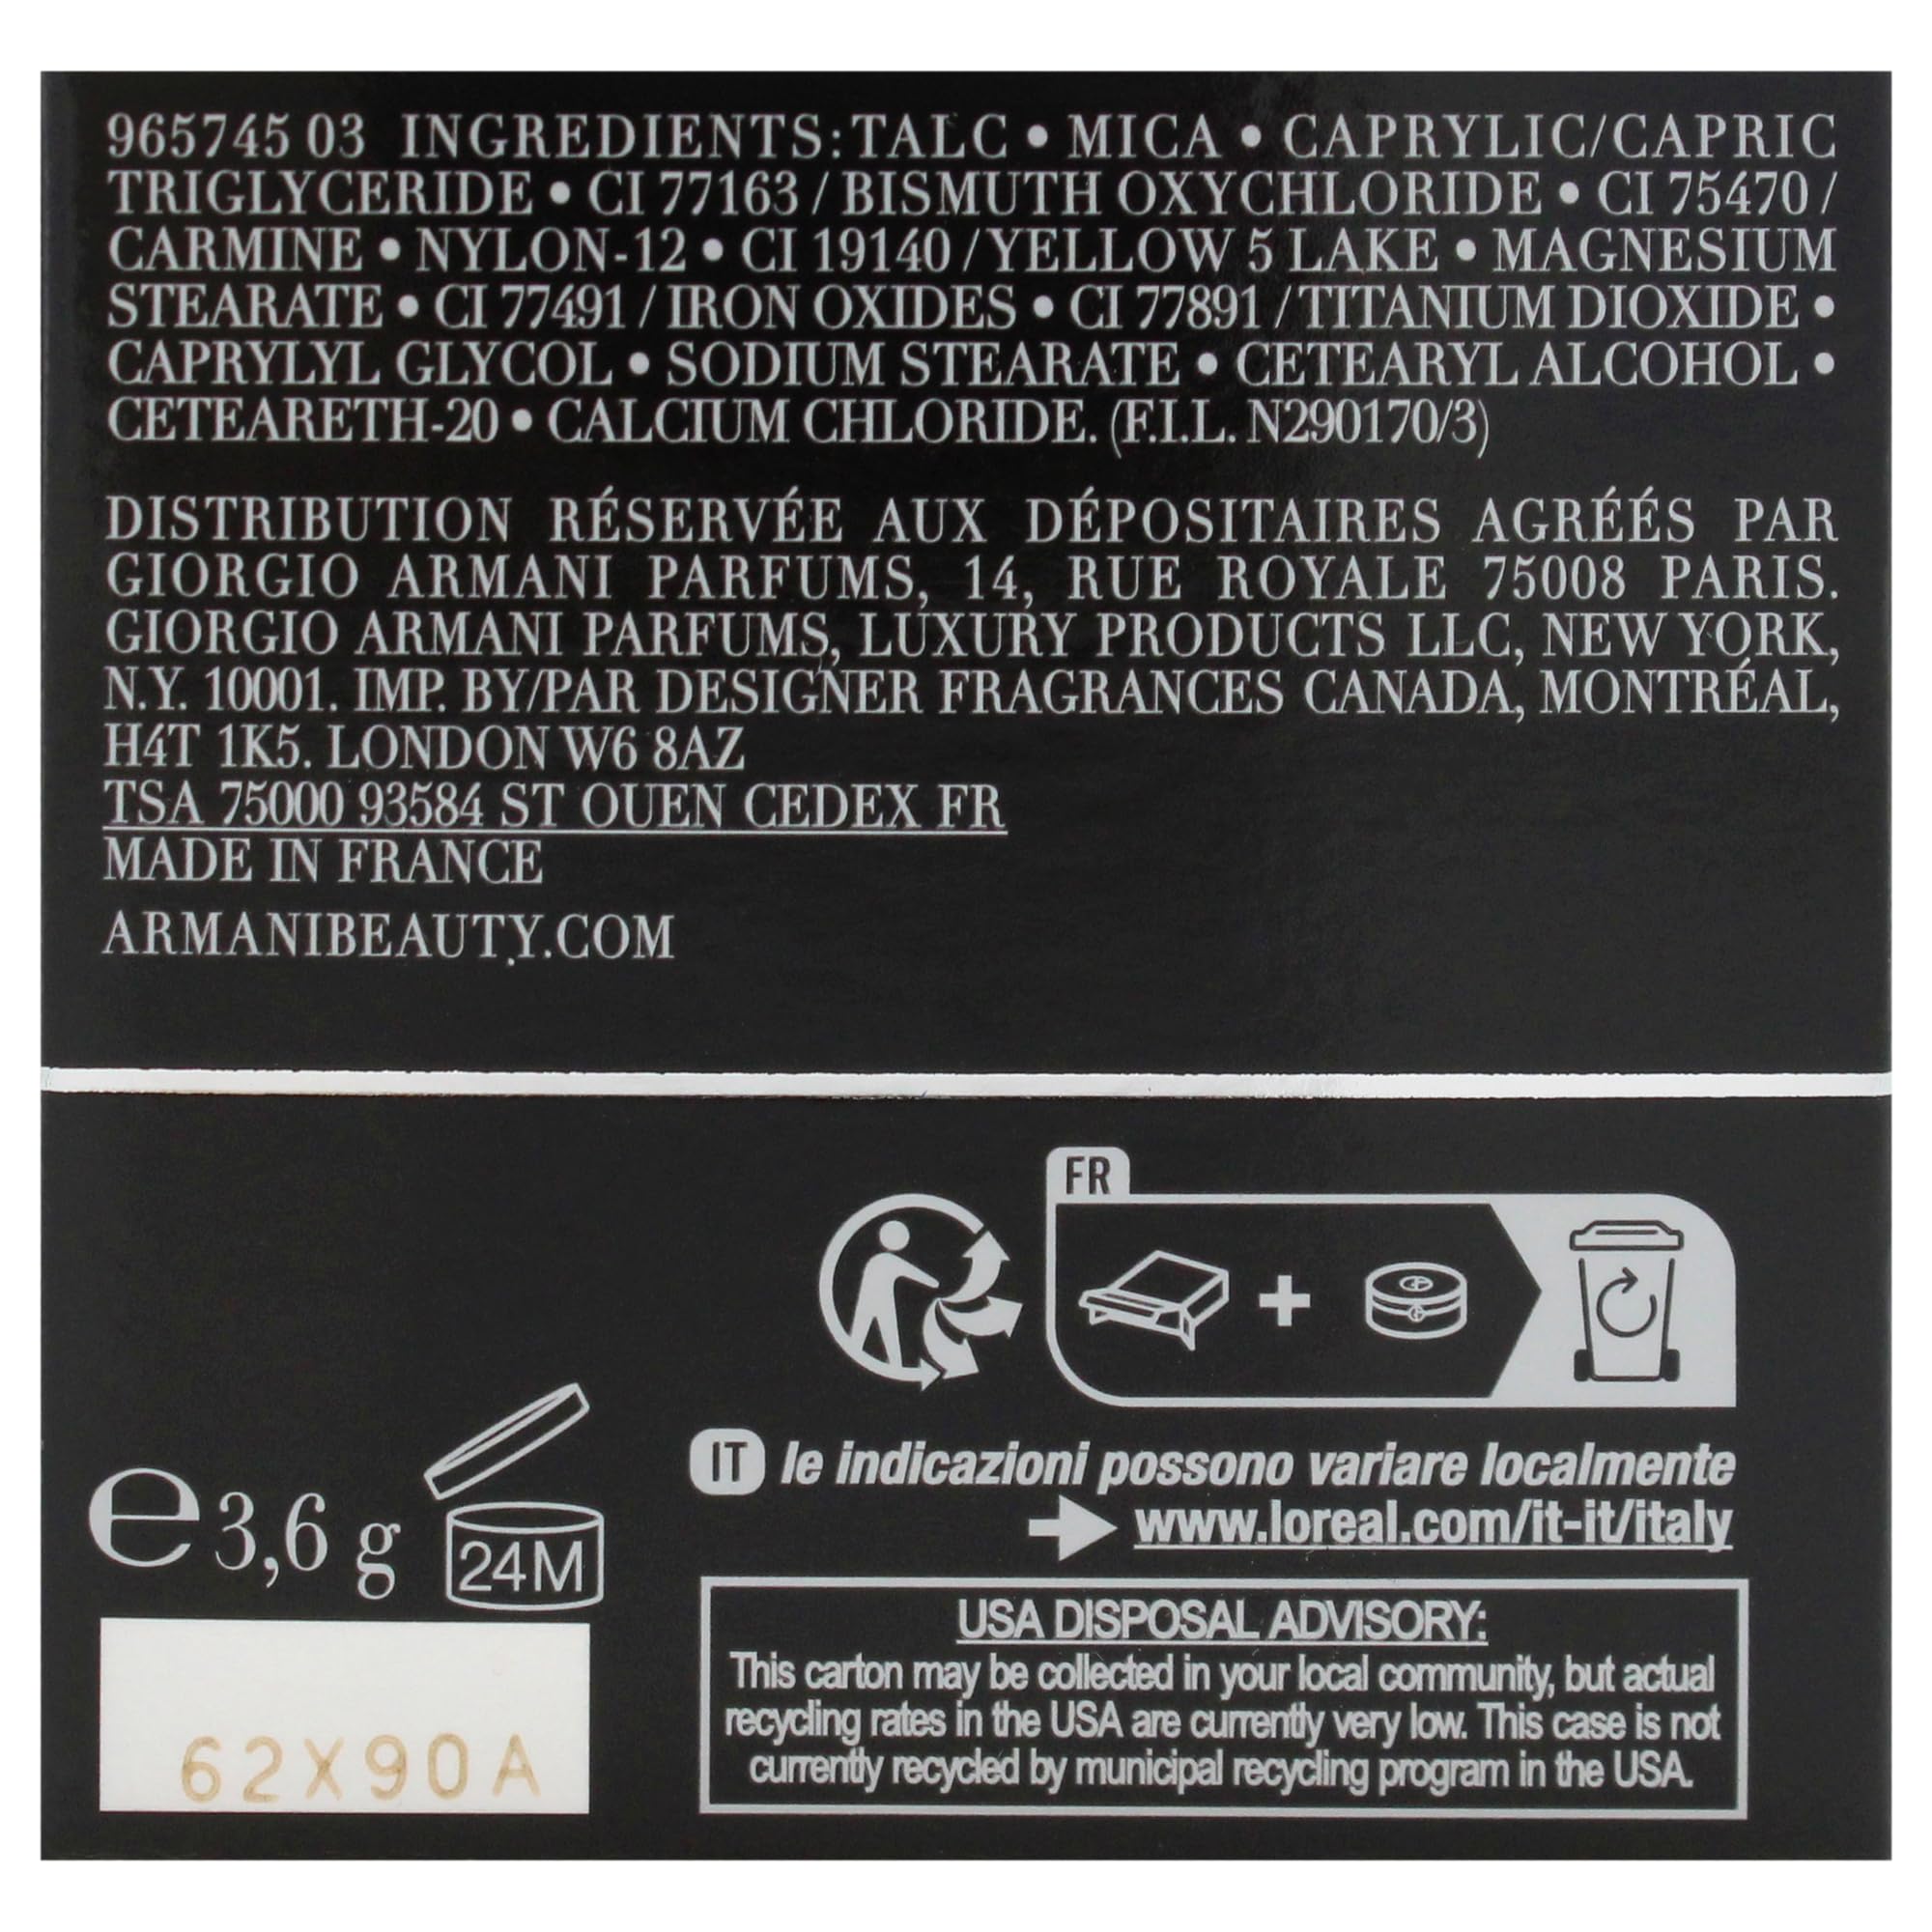 965745 03 INGREDIENTS: TALC • MICA • CAPRYLIC/CAPRIC
TRIGLYCERIDE • CI 77163 / BISMUTH OXYCHLORIDE • CI 75470 /
CARMINE • NYLON-12 • CI 19140 / YELLOW 5 LAKE • MAGNESIUM
STEARATE • CI 77491 / IRON OXIDES • CI 77891 / TITANIUM DIOXIDE •
CAPRYLYL GLYCOL • SODIUM STEARATE • CETEARYL ALCOHOL •
CETEARETH-20 • CALCIUM CHLORIDE. (F.I.L. N290170/3)
DISTRIBUTION RÉSERVÉE AUX DÉPOSITAIRES AGRÉÉS PAR
GIORGIO ARMANI PARFUMS, 14, RUE ROYALE 75008 PARIS.
GIORGIO ARMANI PARFUMS, LUXURY PRODUCTS LLC, NEW YORK,
N.Y. 10001. IMP. BY/PAR DESIGNER FRAGRANCES CANADA, MONTRÉAL,
H4T 1K5. LONDON W6 8AZ
TSA 75000 93584 ST OUEN CEDEX FR
MADE IN FRANCE
ARMANIBEAUTY.COM
FR
IT le indicazioni possono variare localmente
www.loreal.com/it-it/italy
e 3,6 g
24M
62X90A
USA DISPOSAL ADVISORY:
This carton may be collected in your local community, but actual
recycling rates in the USA are currently very low. This case is not
currently recycled by municipal recycling program in the USA.